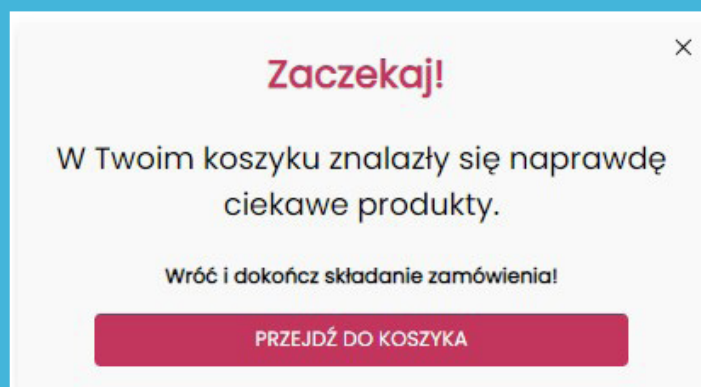 Zaczekaj!
W Twoim koszyku znalazły się naprawdę
ciekawe produkty.
Wróć i dokończ składanie zamówienia!
PRZEJDŹ DO KOSZYKA